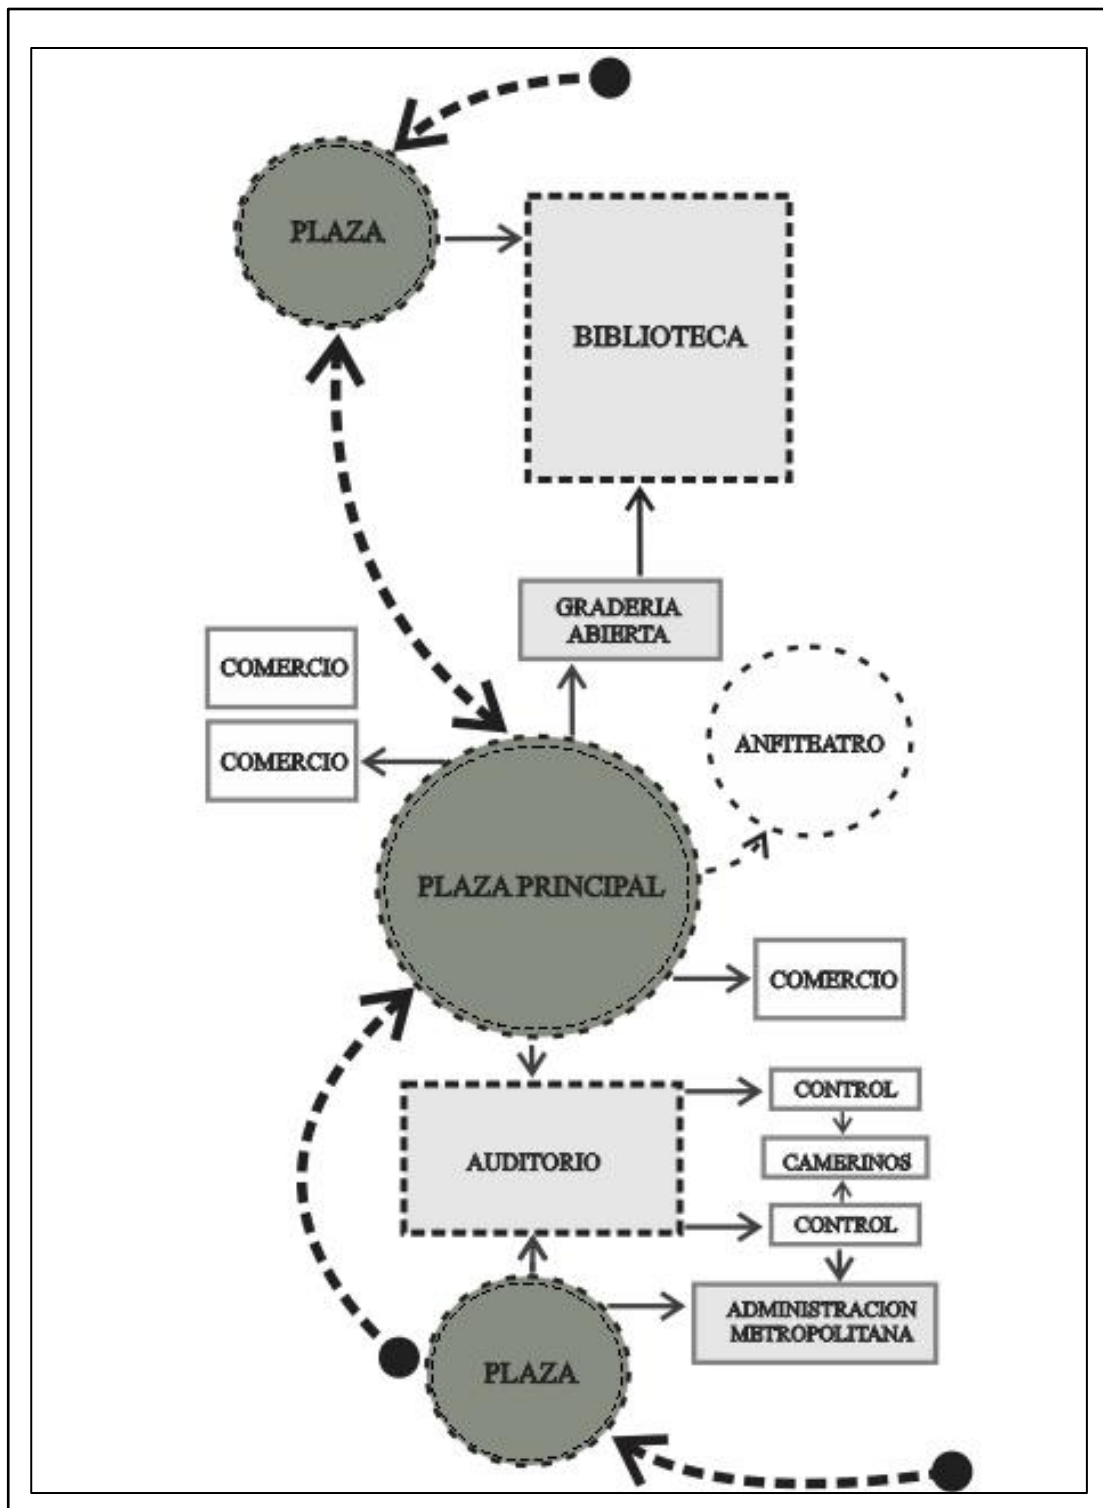 PLAZA
BIBLIOTECA
GRADERIA
ABIERTA
COMERCIO
COMERCIO
ANFITEATRO
PLAZA PRINCIPAL
COMERCIO
CONTROL
AUDITORIO
CAMERINOS
CONTROL
ADMINISTRACION
METROPOLITANA
PLAZA